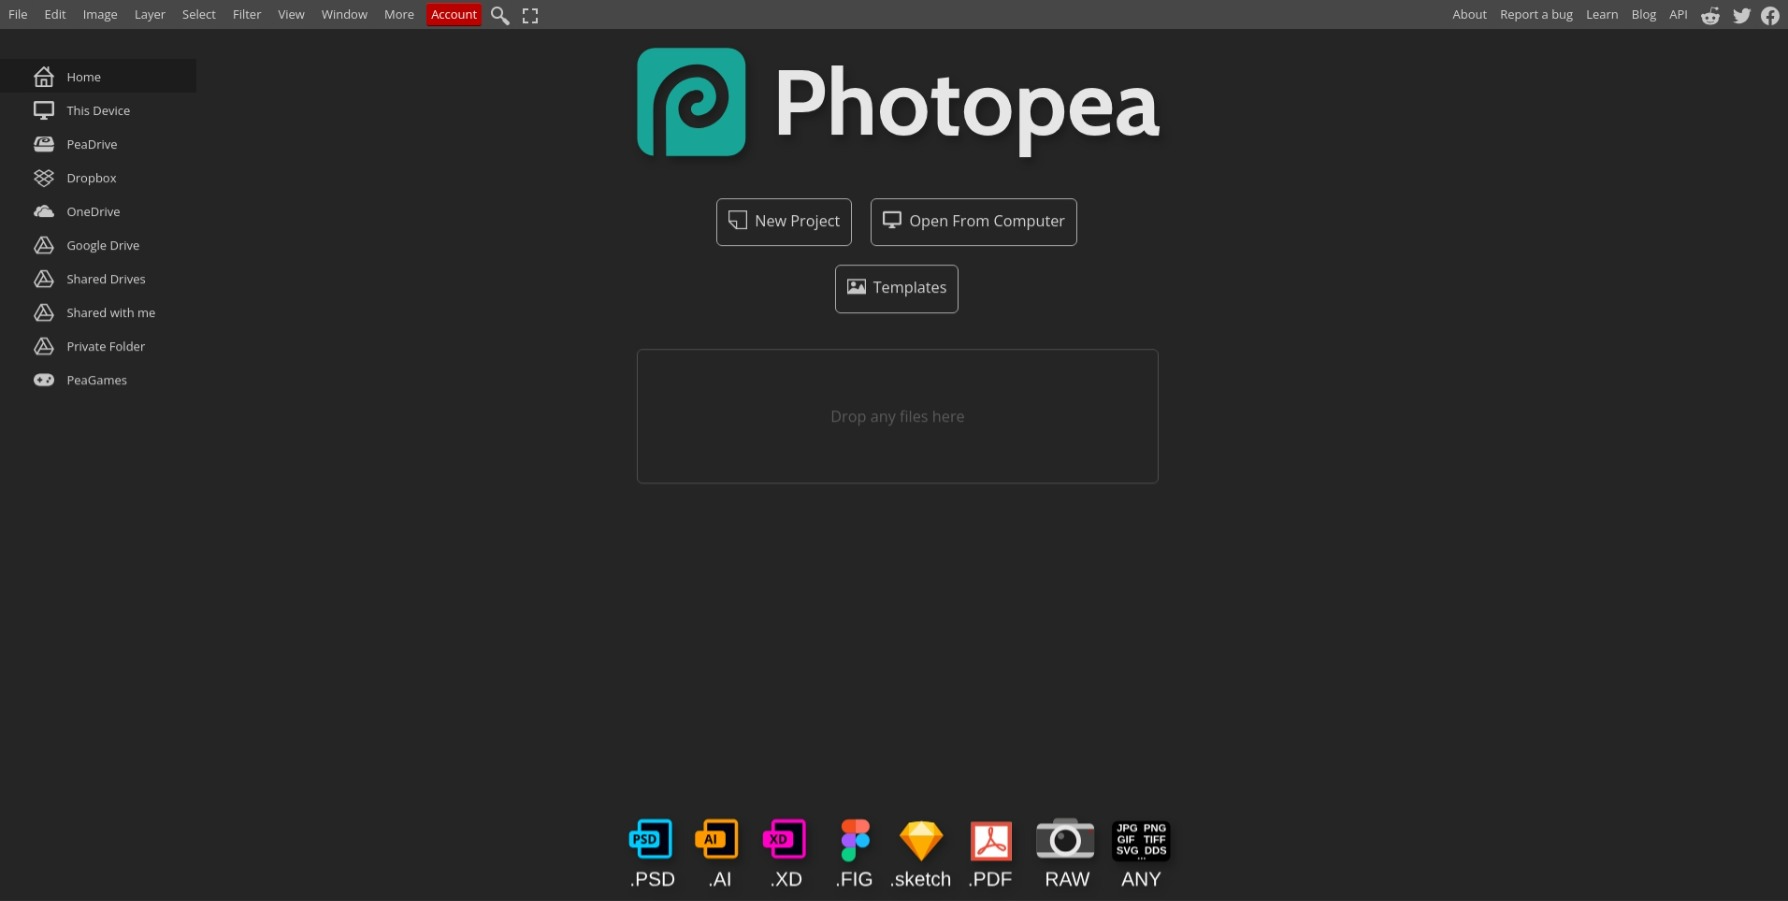 File Edit Image Layer Select Filter View Window More Account About Report a bug Learn Blog API
Home
This Device
PeaDrive
Dropbox
OneDrive
Google Drive
Shared Drives
Shared with me
Private Folder
PeaGames
Photopea
New Project Open From Computer
Templates
Drop any files here
PSD AI XD JPG PNG
GIF TIFF
SVG DDS
...
.PSD .AI .XD .FIG .sketch .PDF RAW ANY